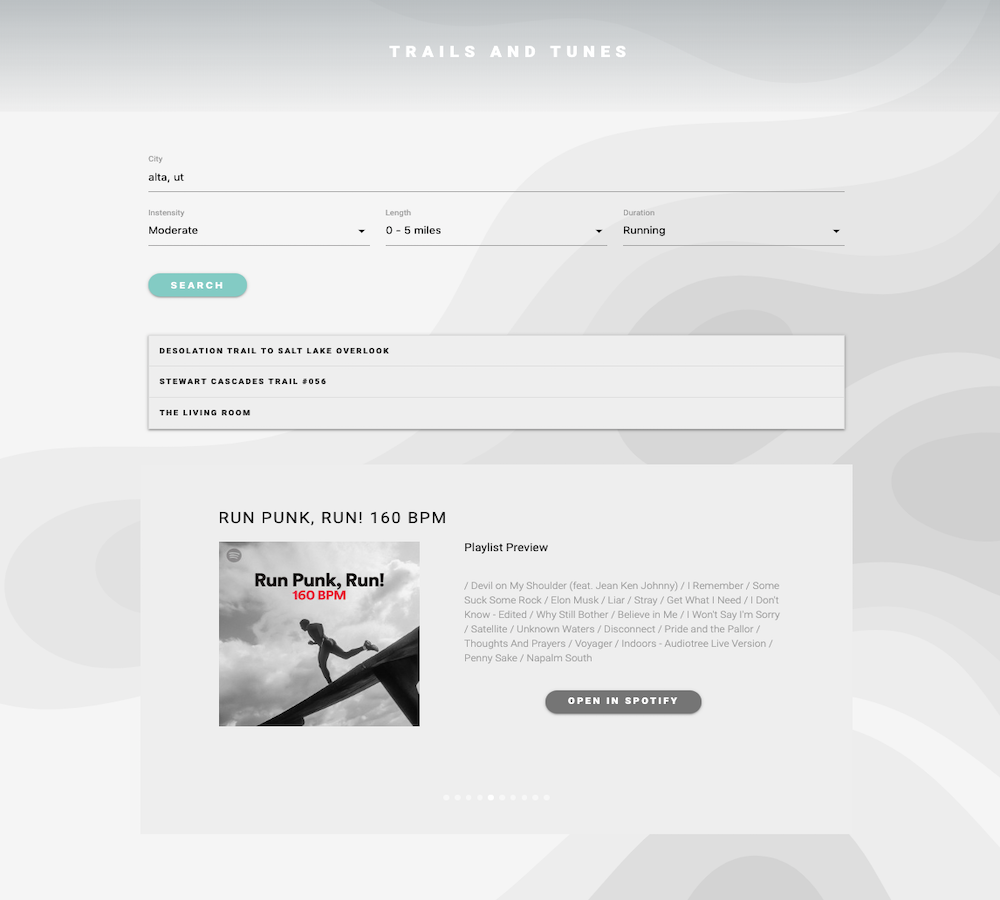 TRAILS AND TUNES
City
alta, ut
Instensity
Length
Duration
Moderate
0 - 5 miles
Running
SEARCH
DESOLATION TRAIL TO SALT LAKE OVERLOOK
STEWART CASCADES TRAIL #056
THE LIVING ROOM
RUN PUNK, RUN! 160 BPM
Run Punk, Run!
160 BPM
Playlist Preview
/ Devil on My Shoulder (feat. Jean Ken Johnny) / I Remember / Some
Suck Some Rock / Elon Musk / Liar / Stray / Get What I Need / I Don't
Know - Edited / Why Still Bother / Believe in Me / I Won't Say I'm Sorry
/ Satellite / Unknown Waters / Disconnect / Pride and the Pallor /
Thoughts And Prayers / Voyager / Indoors - Audiotree Live Version /
Penny Sake / Napalm South
OPEN IN SPOTIFY